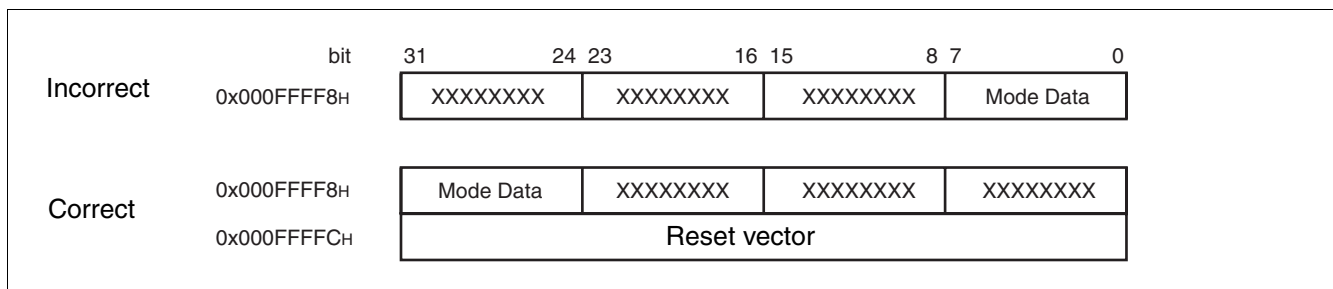 bit 31 24 23 16 15 8 7 0
Incorrect 0x000FFFF8H XXXXXXXX XXXXXXXX XXXXXXXX Mode Data
0x000FFFF8H Mode Data XXXXXXXX XXXXXXXX XXXXXXXX
Correct
0x000FFFFCH Reset vector